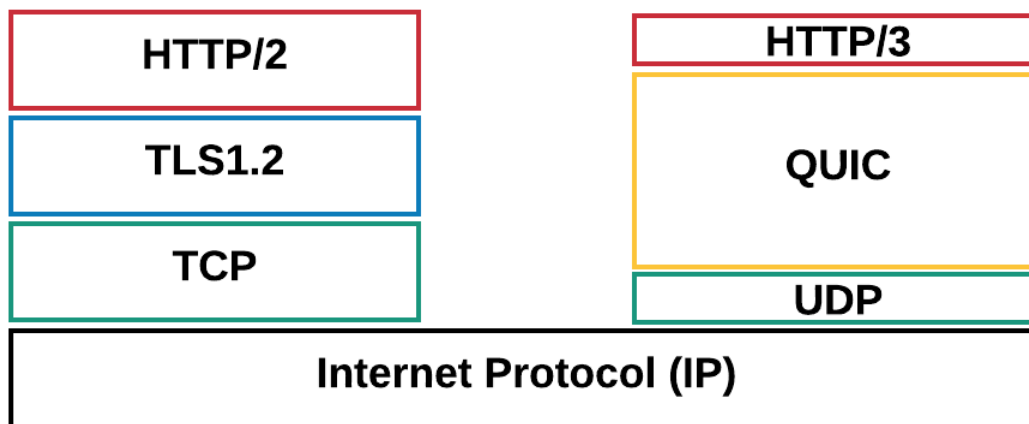 HTTP/2
TLS1.2
TCP
HTTP/3
QUIC
UDP
Internet Protocol (IP)